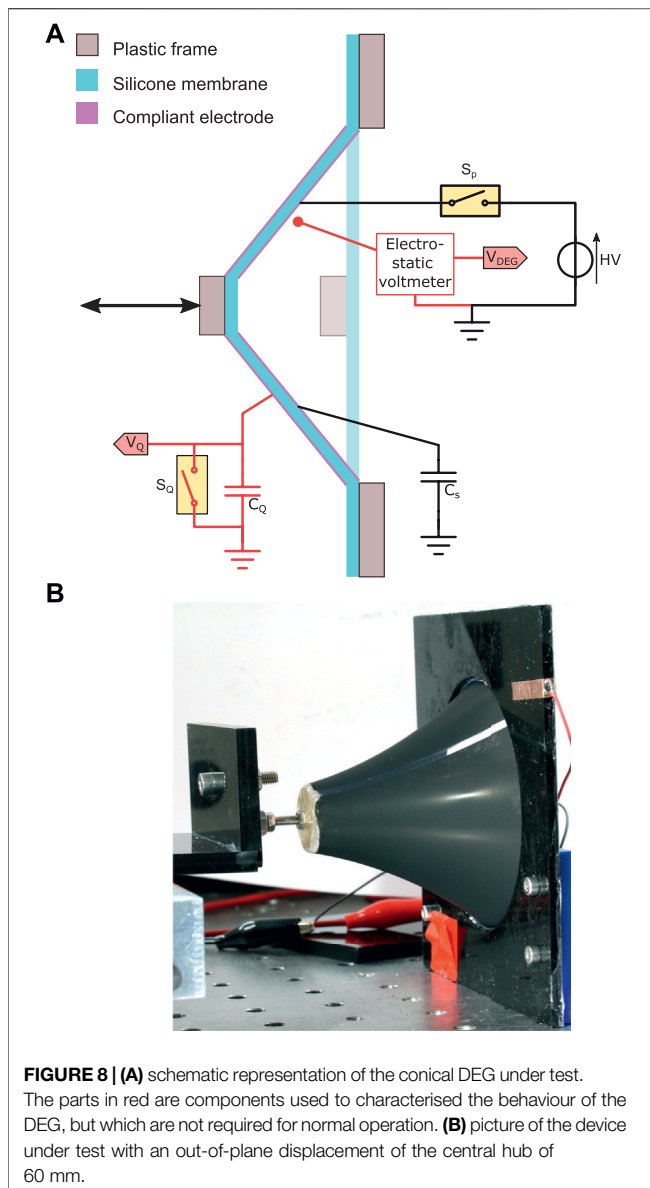 A
Plastic frame
Silicone membrane
Compliant electrode
Sp
Electro-
static
voltmeter
VDEG
HV
VQ
SQ
CQ
Cs
B
FIGURE 8 | (A) schematic representation of the conical DEG under test.
The parts in red are components used to characterised the behaviour of the
DEG, but which are not required for normal operation. (B) picture of the device
under test with an out-of-plane displacement of the central hub of
60 mm.